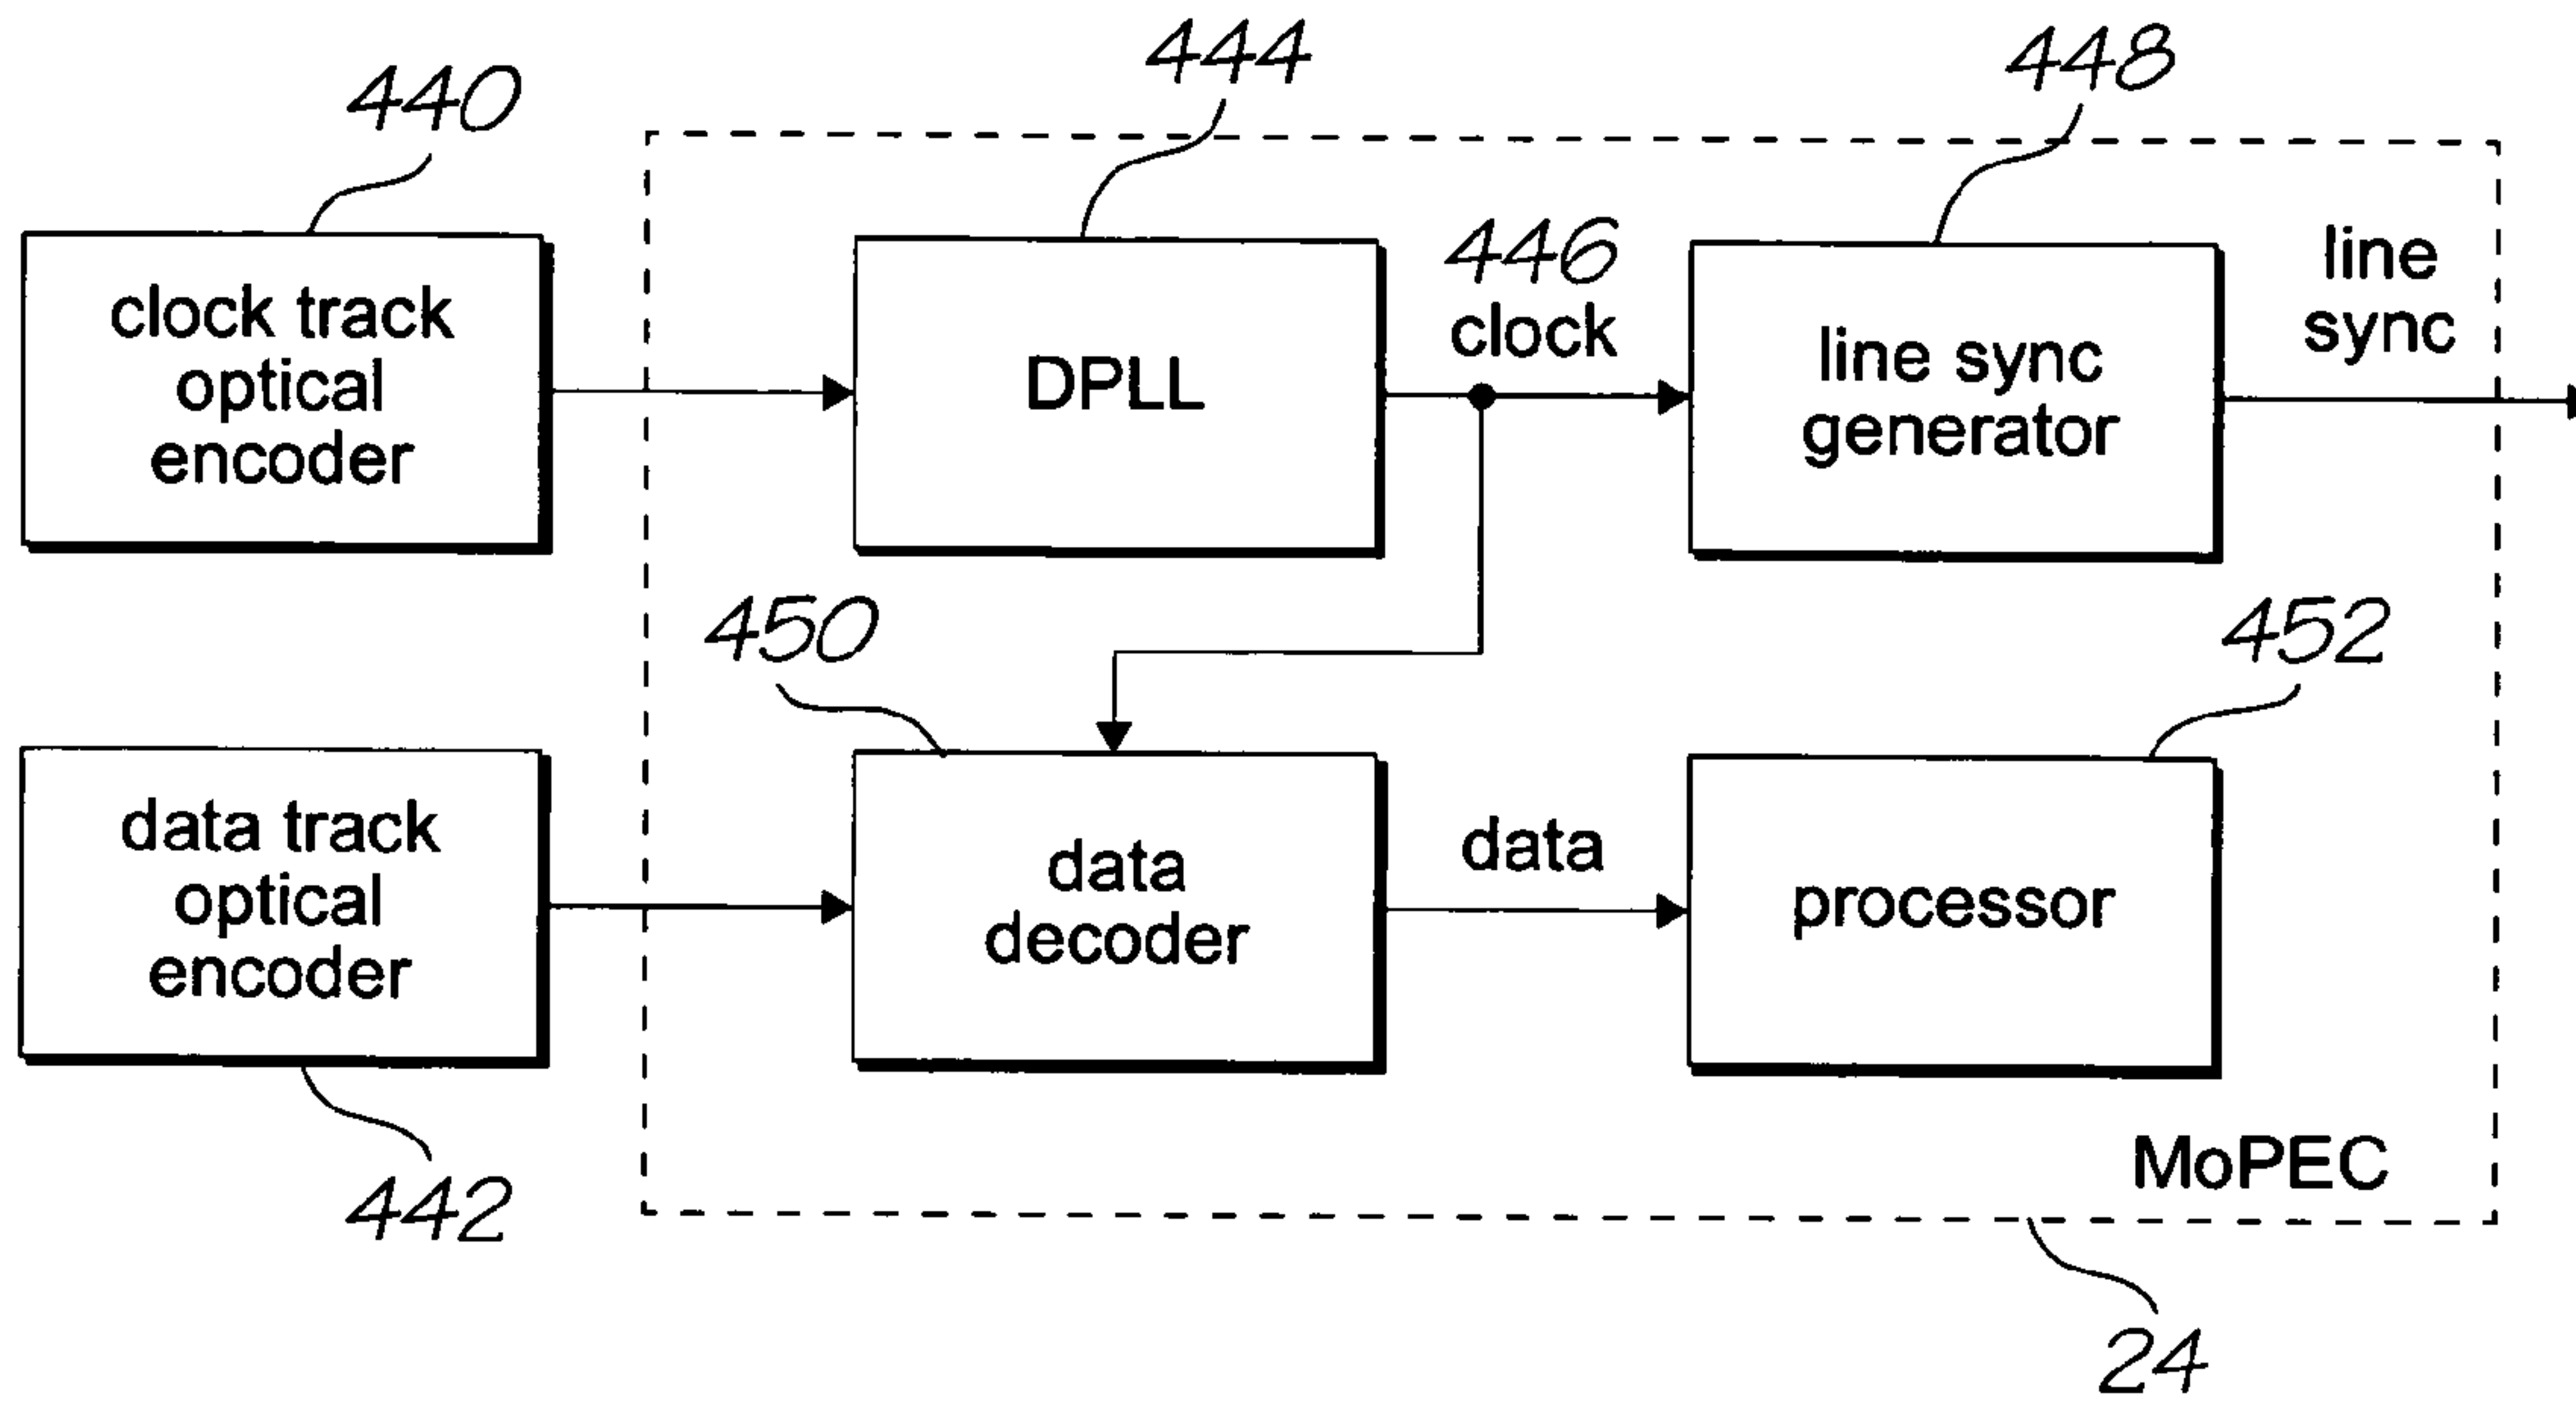 440
444
448
clock track
optical
encoder
DPLL
446
clock
line sync
generator
line
sync
450
452
data track
optical
encoder
data
decoder
data
processor
442
MoPEC
24